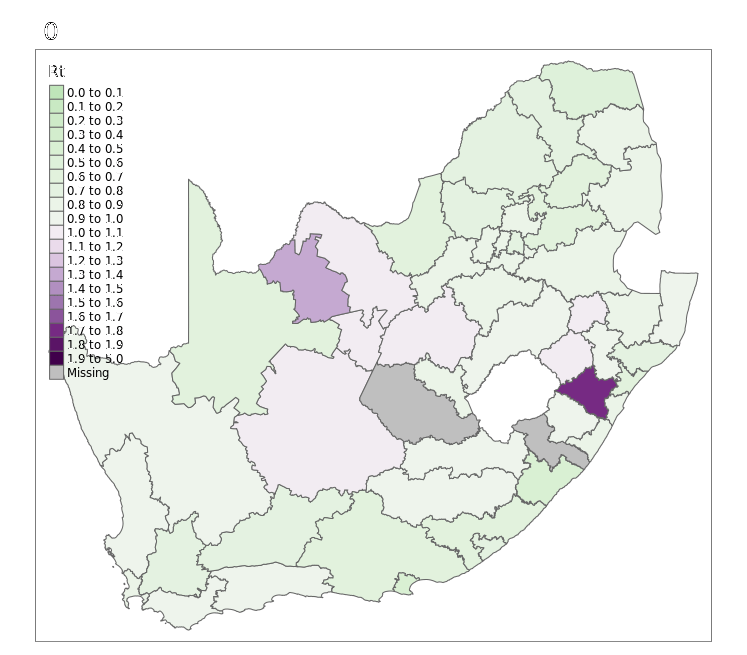 0
Rt
0.0 to 0.1
0.1 to 0.2
0.2 to 0.3
0.3 to 0.4
0.4 to 0.5
0.5 to 0.6
0.6 to 0.7
0.7 to 0.8
0.8 to 0.9
0.9 to 1.0
1.0 to 1.1
1.1 to 1.2
1.2 to 1.3
1.3 to 1.4
1.4 to 1.5
1.5 to 1.6
1.6 to 1.7
1.7 to 1.8
1.8 to 1.9
1.9 to 5.0
Missing